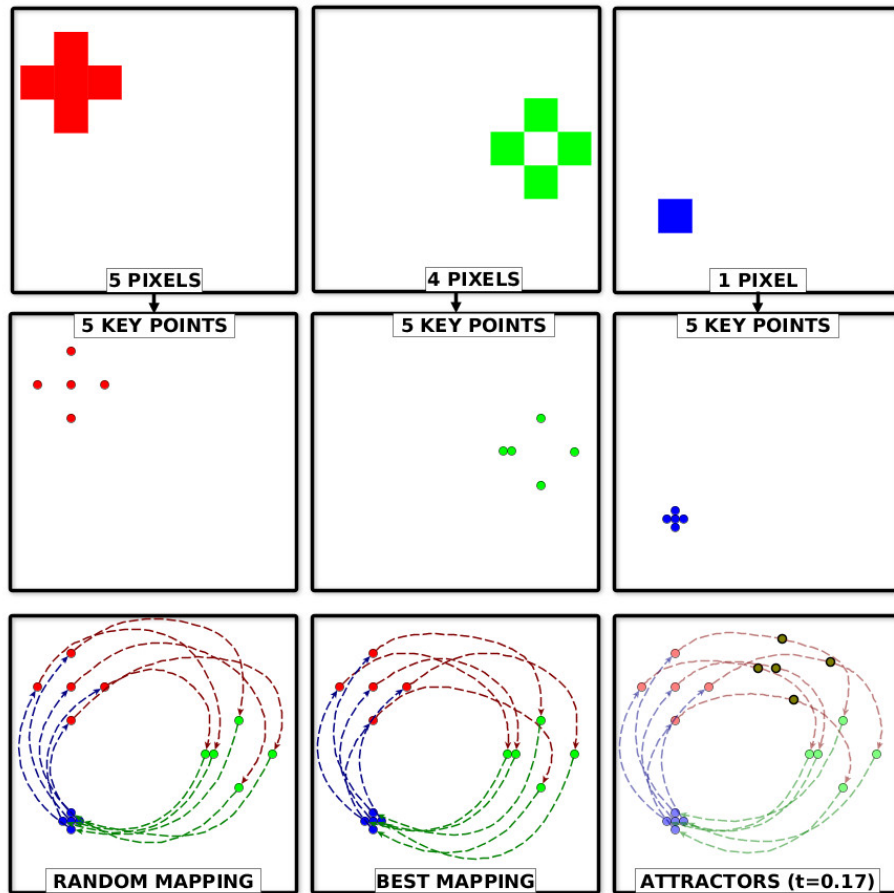 5 PIXELS
4 PIXELS
1 PIXEL
5 KEY POINTS
5 KEY POINTS
5 KEY POINTS
RANDOM MAPPING
BEST MAPPING
ATTRACTORS (t=0.17)